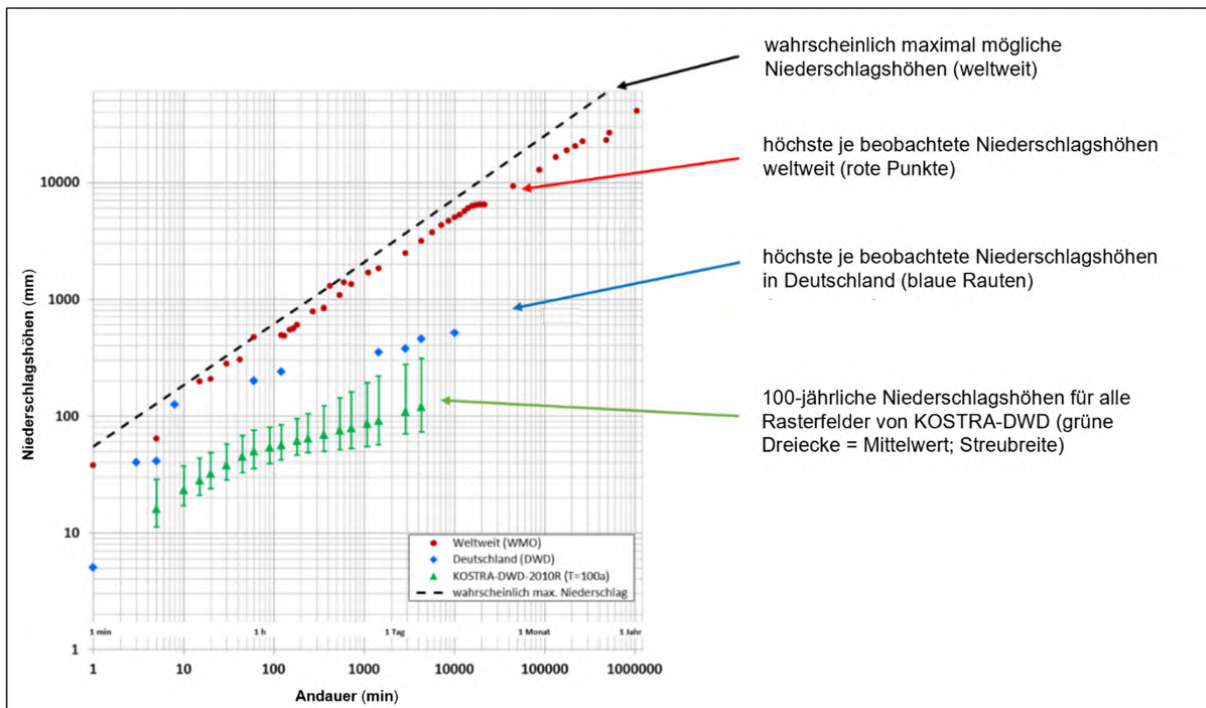 wahrscheinlich maximal mögliche
Niederschlagshöhen (weltweit)
höchste je beobachtete Niederschlagshöhen
weltweit (rote Punkte)
höchste je beobachtete Niederschlagshöhen
in Deutschland (blaue Rauten)
100-jährliche Niederschlagshöhen für alle
Rasterfelder von KOSTRA-DWD (grüne
Dreiecke = Mittelwert; Streubreite)
Niederschlagshöhen (mm)
10000
1000
100
10
1
Weltweit (WMO)
Deutschland (DWD)
KOSTRA-DWD-2010R (T=100a)
wahrscheinlich max. Niederschlag
1 min 1 h 1 Tag 1 Monat 1 Jahr
1 10 100 1000 10000 100000 1000000
Andauer (min)